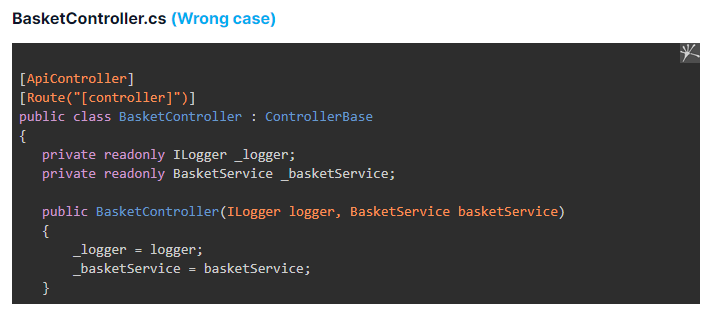 BasketController.cs (Wrong case)
[ApiController]
[Route("[controller]")]
public class BasketController : ControllerBase
{
private readonly ILogger _logger;
private readonly BasketService _basketService;
public BasketController(ILogger logger, BasketService basketService)
{
_logger = logger;
_basketService = basketService;
}